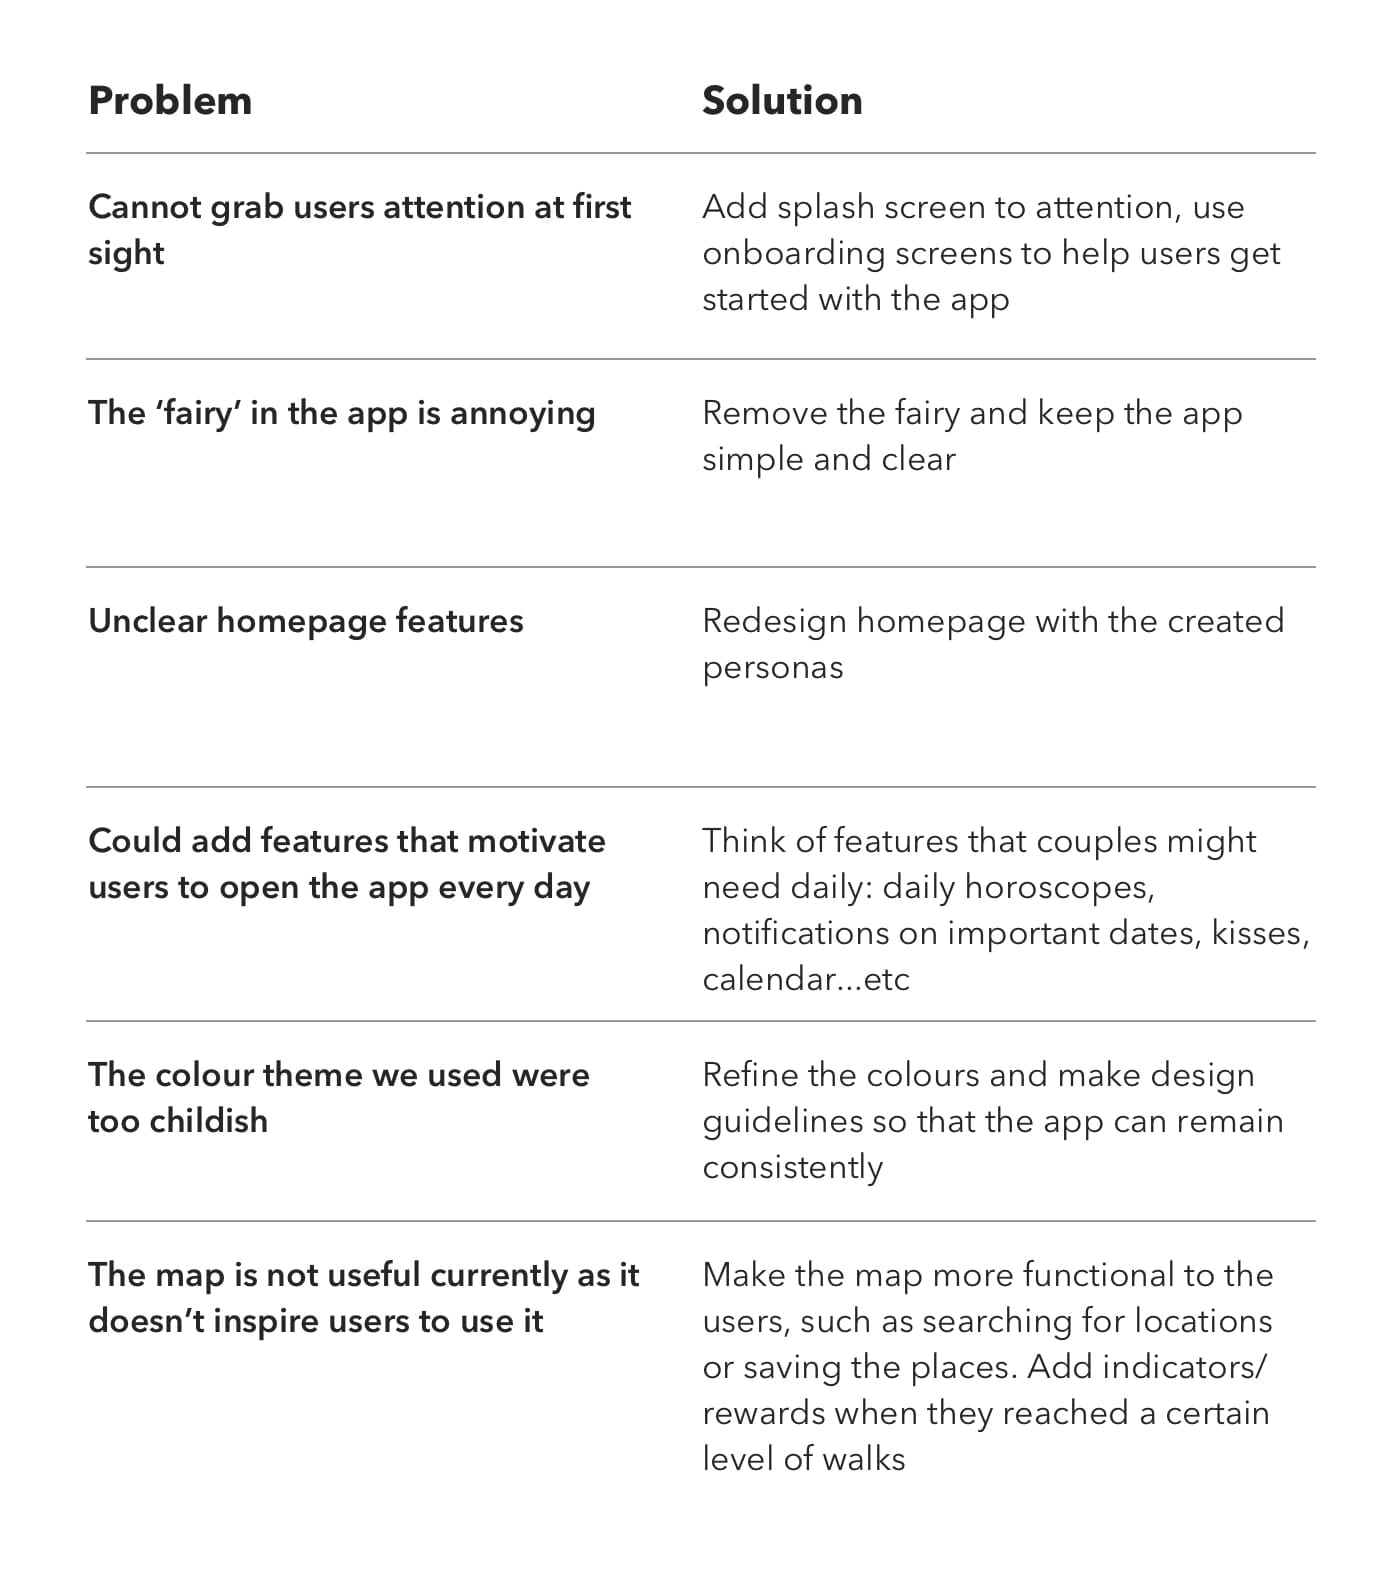 Problem
Solution
Cannot grab users attention at first
sight
Add splash screen to attention, use
onboarding screens to help users get
started with the app
The ‘fairy’ in the app is annoying
Remove the fairy and keep the app
simple and clear
Unclear homepage features
Redesign homepage with the created
personas
Could add features that motivate
users to open the app every day
Think of features that couples might
need daily: daily horoscopes,
notifications on important dates, kisses,
calendar...etc
The colour theme we used were
too childish
Refine the colours and make design
guidelines so that the app can remain
consistently
The map is not useful currently as it
doesn’t inspire users to use it
Make the map more functional to the
users, such as searching for locations
or saving the places. Add indicators/
rewards when they reached a certain
level of walks